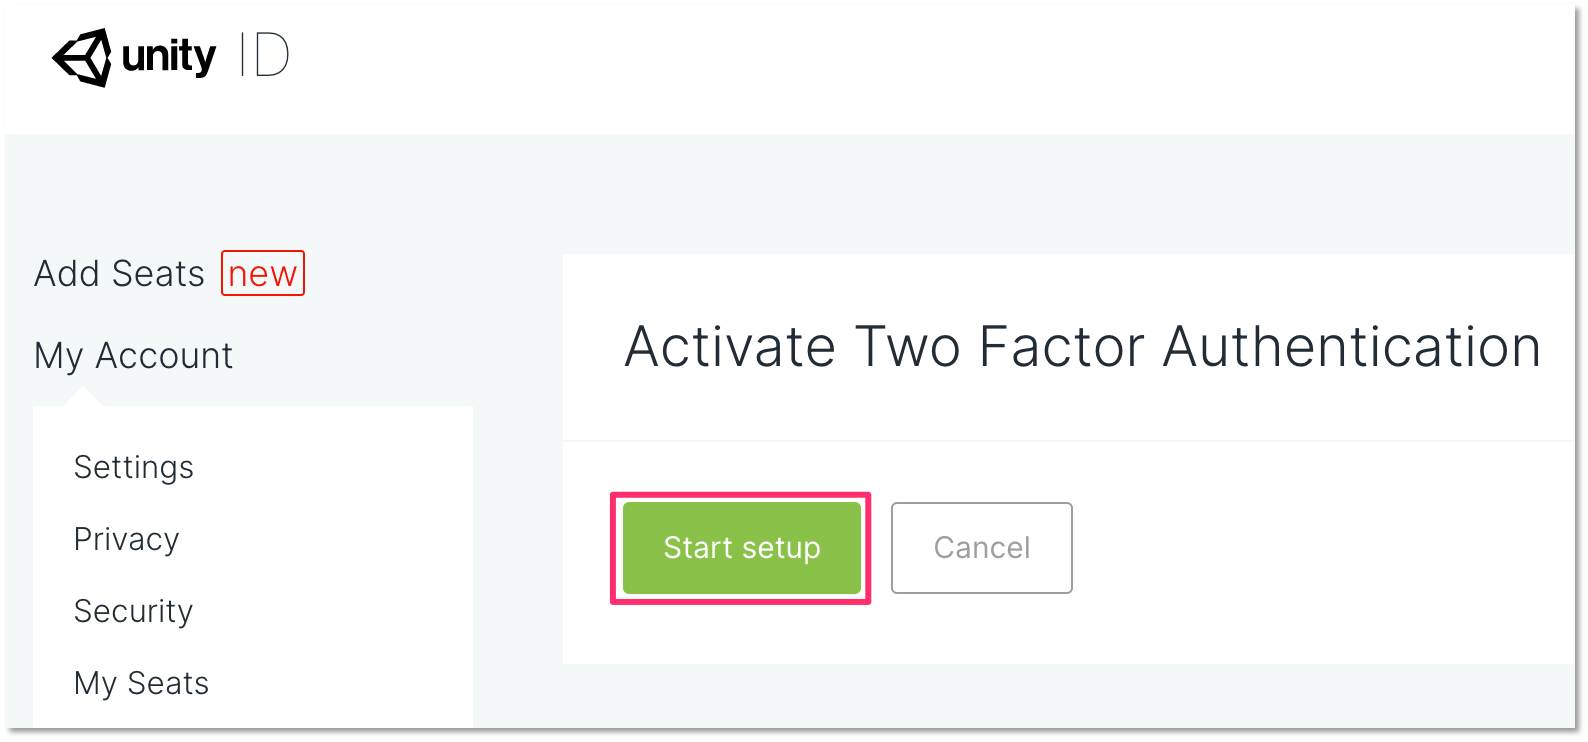 unity ID
Add Seats new
My Account
Settings
Privacy
Security
My Seats
Activate Two Factor Authentication
Start setup
Cancel